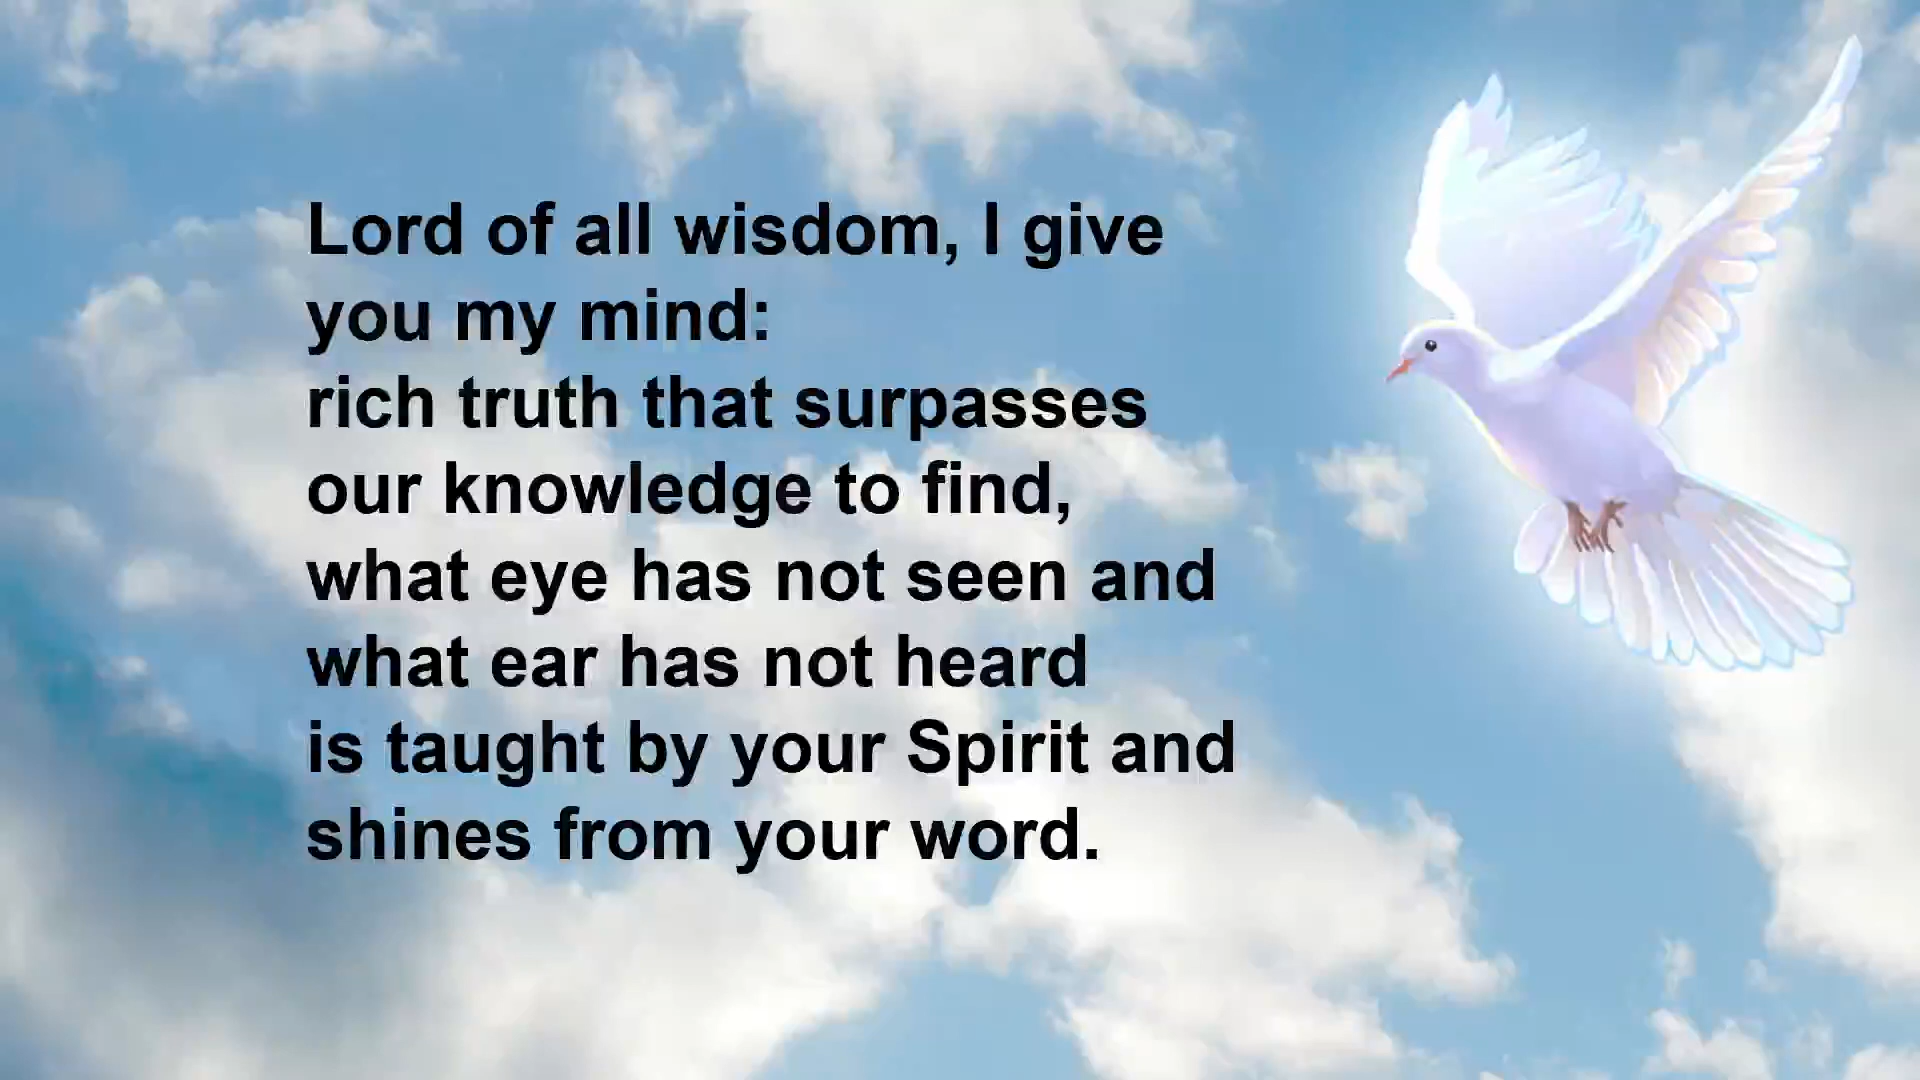 Lord of all wisdom, I give
you my mind:
rich truth that surpasses
our knowledge to find,
what eye has not seen and
what ear has not heard
is taught by your Spirit and
shines from your word.